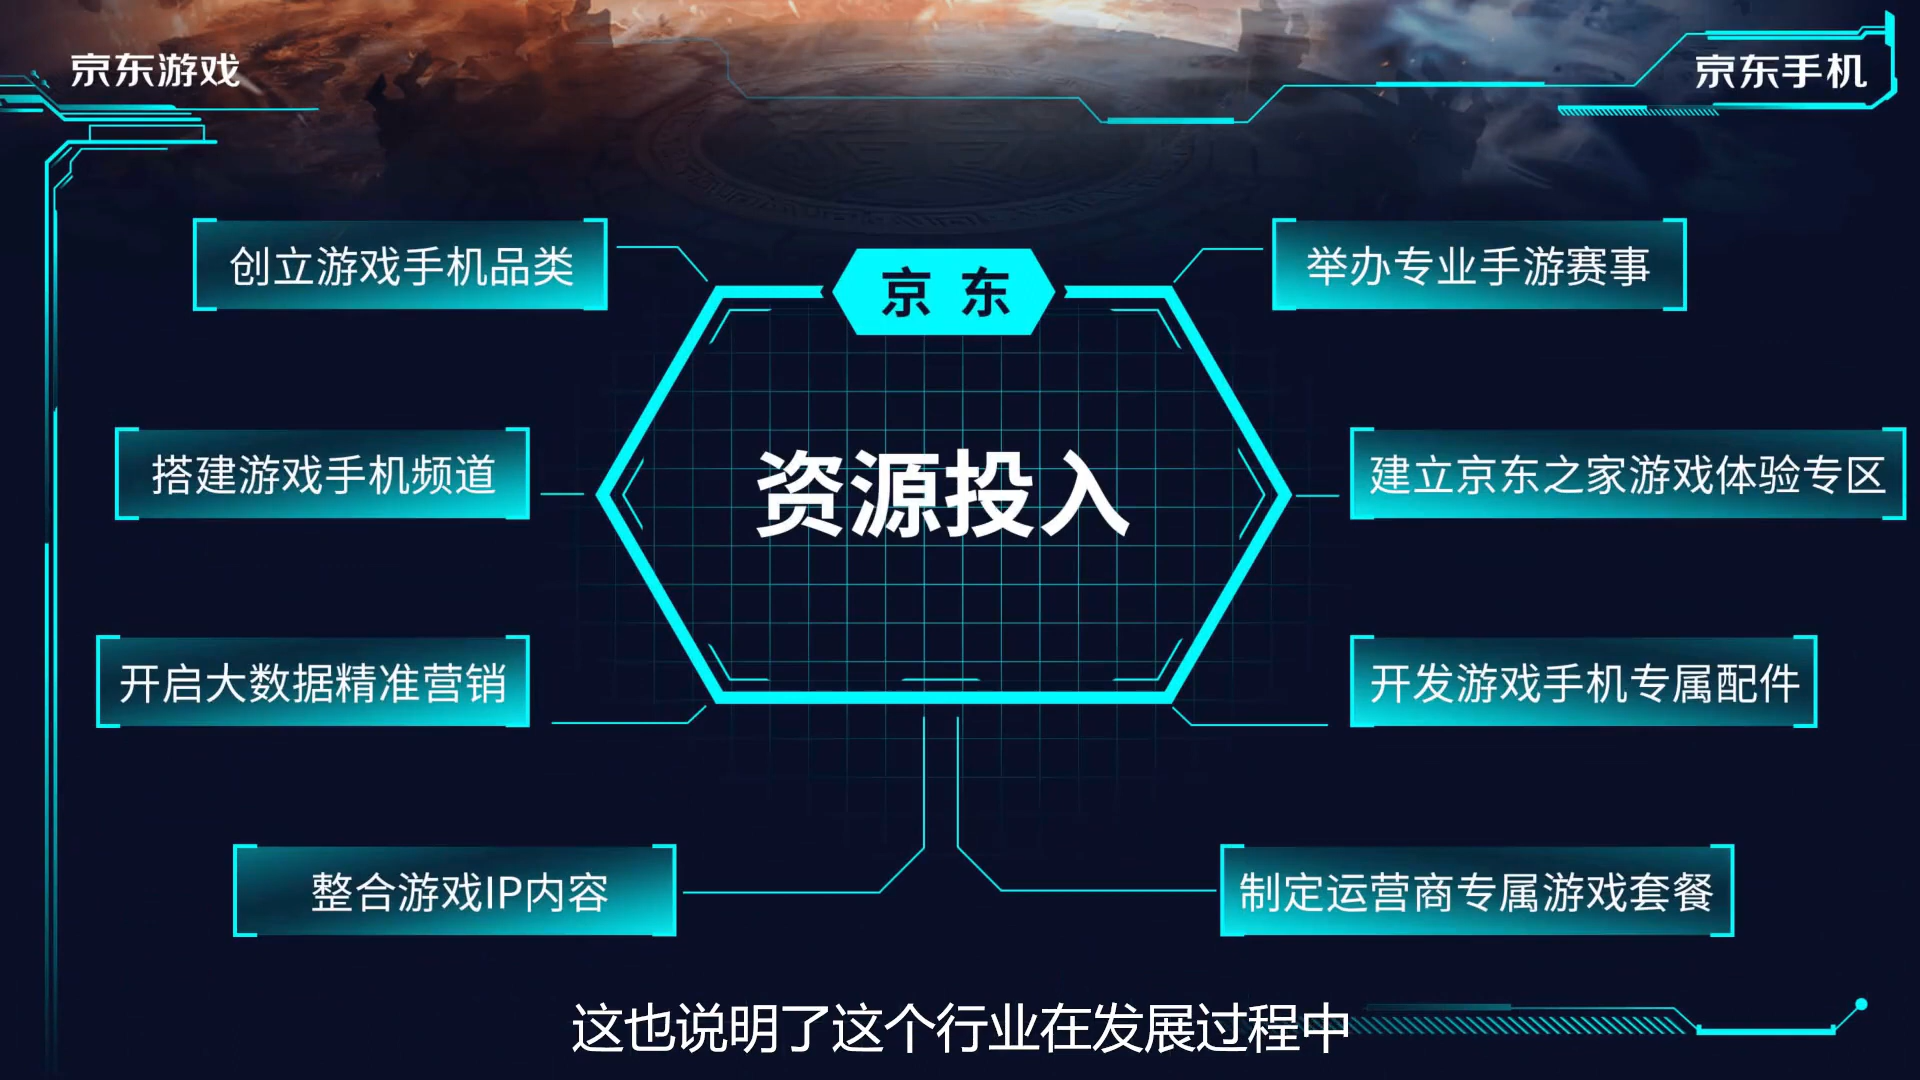 京东游戏
京东手机
京东
资源投入
创立游戏手机品类
搭建游戏手机频道
开启大数据精准营销
整合游戏IP内容
举办专业手游赛事
建立京东之家游戏体验专区
开发游戏手机专属配件
制定运营商专属游戏套餐
这也说明了这个行业在发展过程中